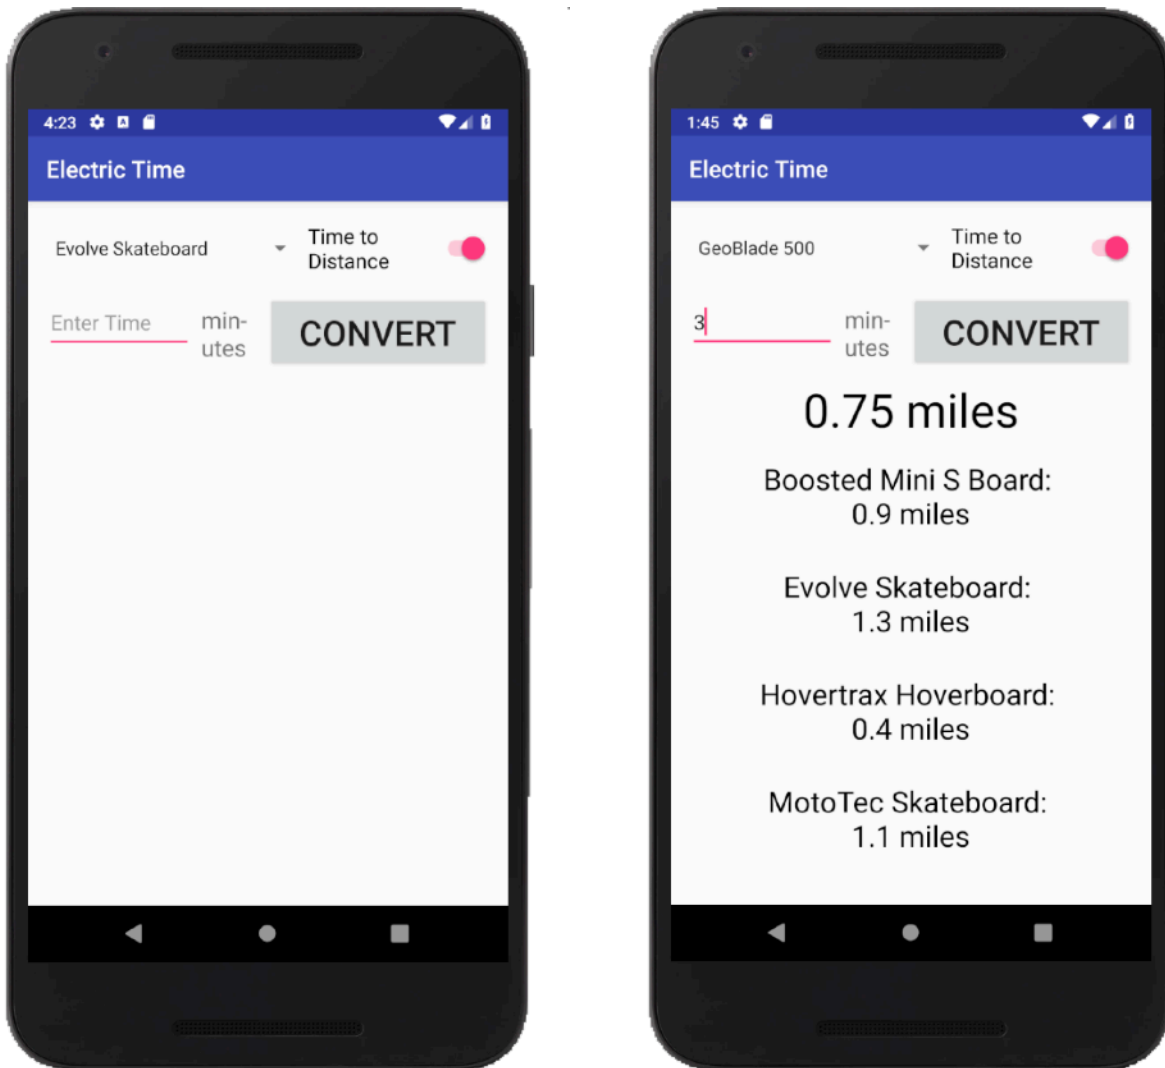 4:23
Electric Time
Evolve Skateboard
Time to
Distance
Enter Time
min-
utes
CONVERT
1:45
Electric Time
GeoBlade 500
Time to
Distance
3
min-
utes
CONVERT
0.75 miles
Boosted Mini S Board:
0.9 miles
Evolve Skateboard:
1.3 miles
Hovertrax Hoverboard:
0.4 miles
MotoTec Skateboard:
1.1 miles